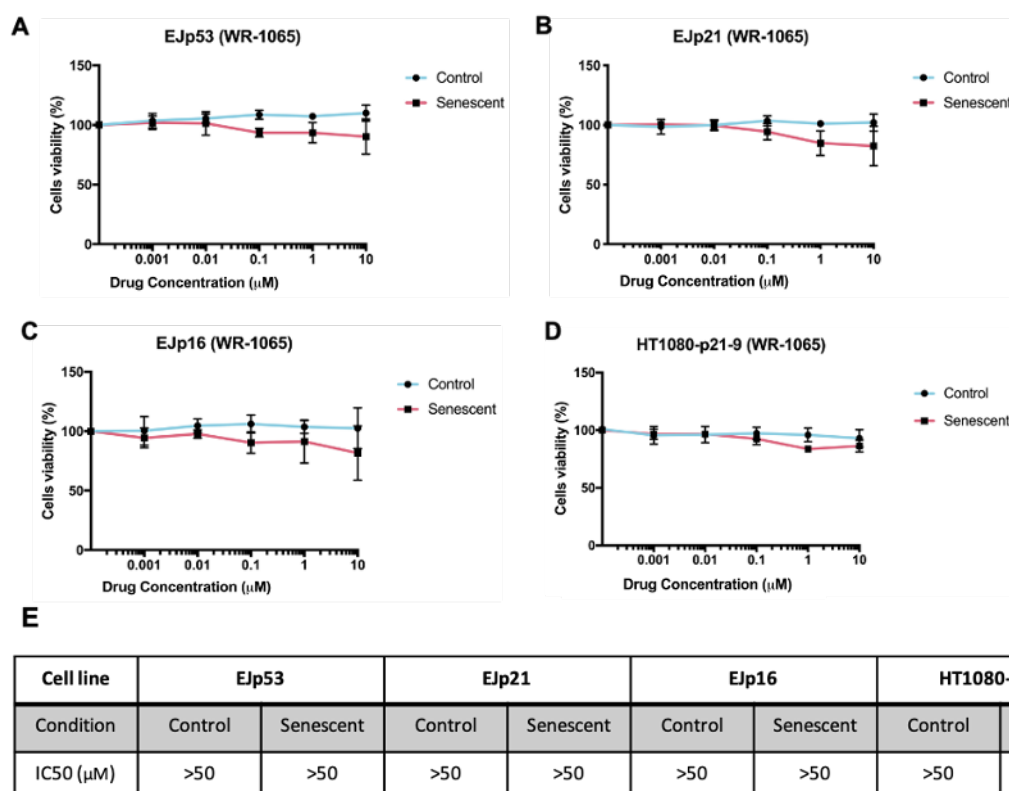 A
EJp53 (WR-1065)
150
100
50
0
Cells viability (%)
0.001 0.01 0.1 1 10
Drug Concentration (μM)
Control
Senescent
B
EJp21 (WR-1065)
150
100
50
0
Cells viability (%)
0.001 0.01 0.1 1 10
Drug Concentration (μM)
Control
Senescent
C
EJp16 (WR-1065)
150
100
50
0
Cells viability (%)
0.001 0.01 0.1 1 10
Drug Concentration (μM)
Control
Senescent
D
HT1080-p21-9 (WR-1065)
150
100
50
0
Cells viability (%)
0.001 0.01 0.1 1 10
Drug Concentration (μM)
Control
Senescent
E
Cell line EJp53 EJp21 EJp16 HT1080-
Condition Control Senescent Control Senescent Control Senescent Control
IC50 (μM) >50 >50 >50 >50 >50 >50 >50